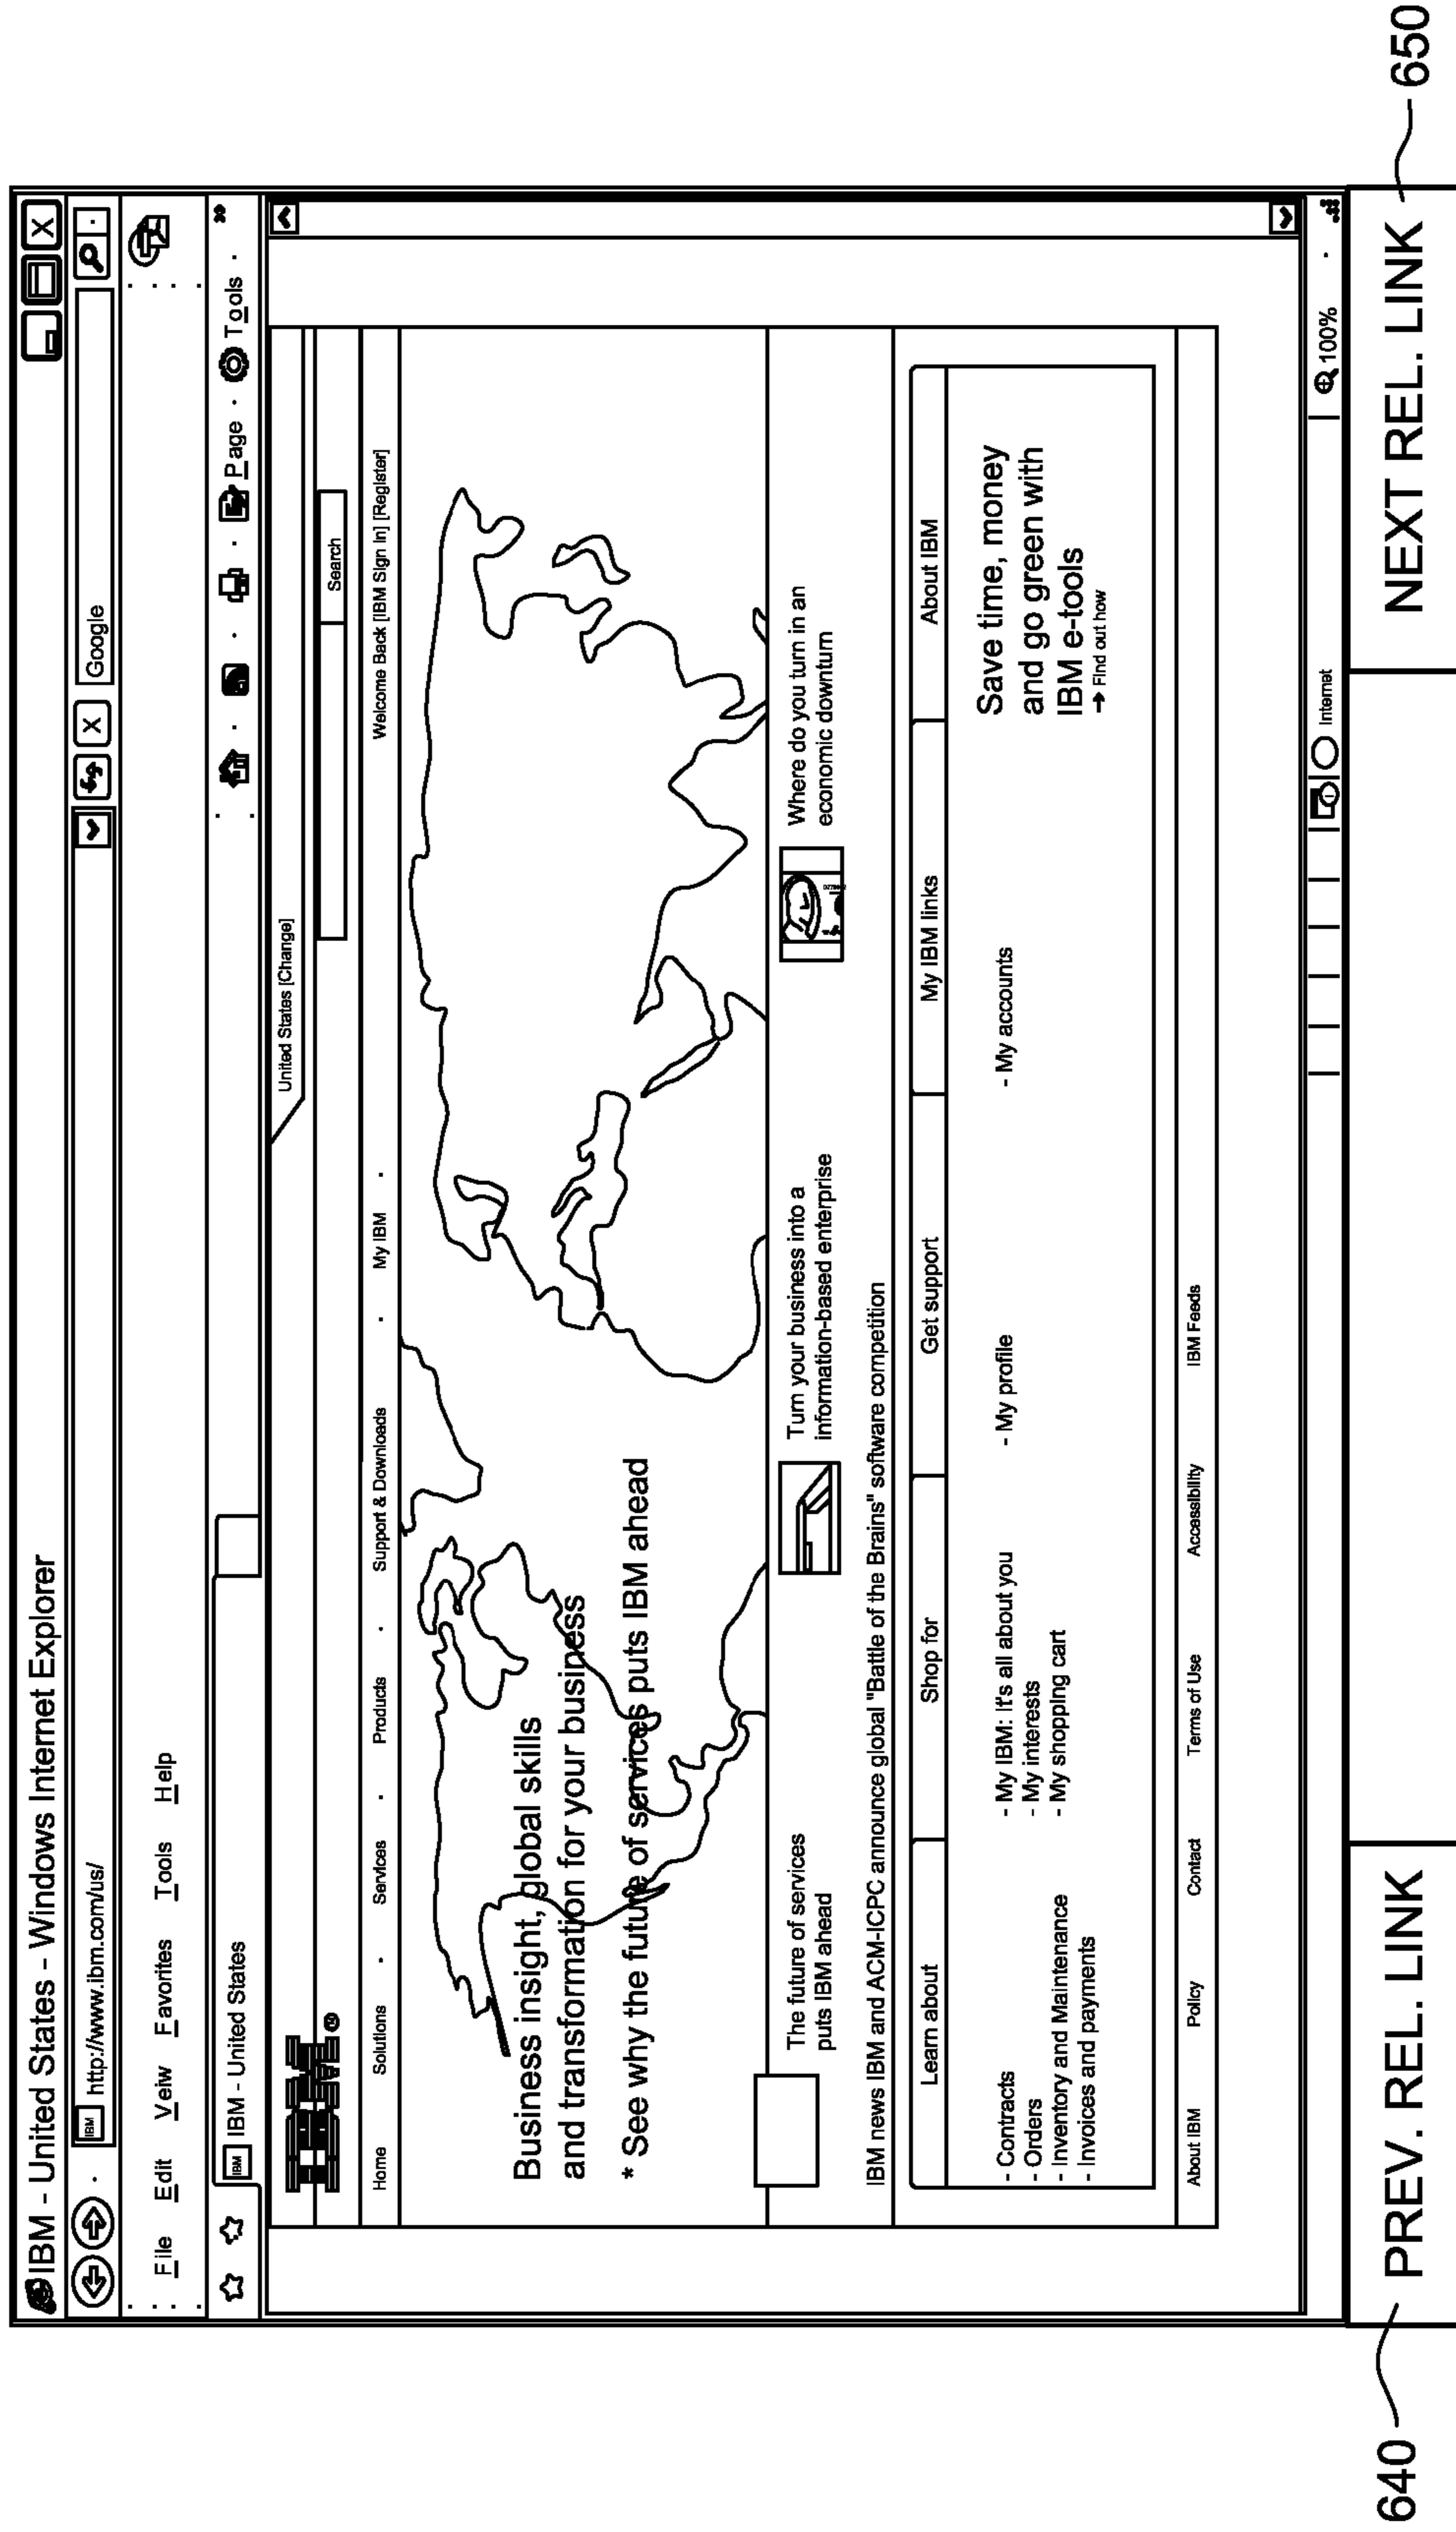 IBM - United States - Windows Internet Explorer
IBM http://www.ibm.com/us/ X Google
File Edit Veiw Favorites Tools Help
IBM IBM - United States Page Tools
United States [Change]
IBM®
Search
Home Solutions Services Products Support & Downloads My IBM Welcome Back [IBM Sign In] [Register]
Business insight, global skills
and transformation for your business
* See why the future of services puts IBM ahead
The future of services
puts IBM ahead
Turn your business into a
information-based enterprise
Where do you turn in an
economic downturn
IBM news IBM and ACM-ICPC announce global "Battle of the Brains" software competition
Learn about Shop for Get support My IBM links About IBM
- Contracts
- Orders
- Inventory and Maintenance
- Invoices and payments
- My IBM: It's all about you
- My interests
- My shopping cart
- My profile
- My accounts
Save time, money
and go green with
IBM e-tools
→ Find out how
About IBM Policy Contact Terms of Use Accessibility IBM Feeds
Internet 100%
640 PREV. REL. LINK NEXT REL. LINK 650